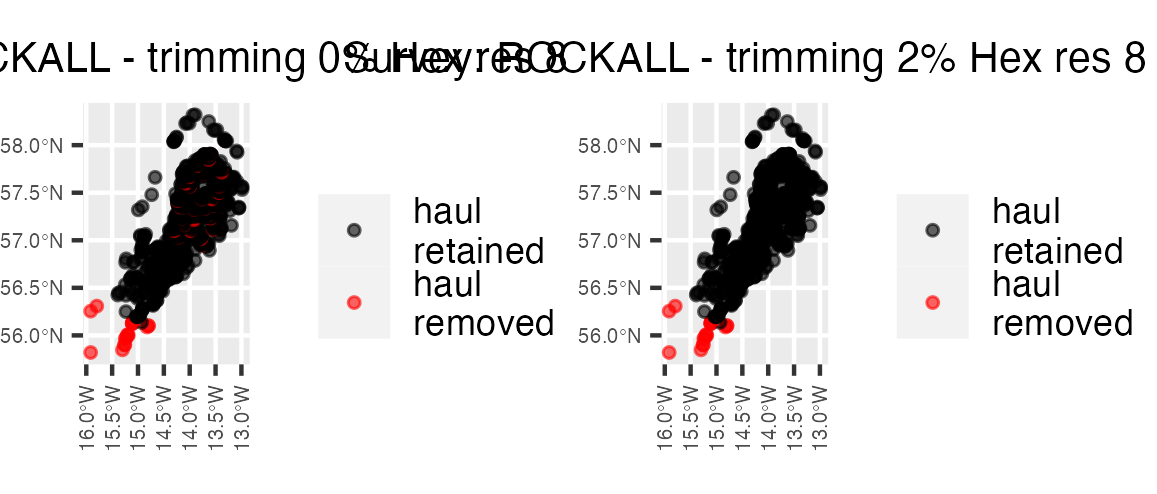 CKALL - trimming 0% Hex res 8
Survey: ROCKALL - trimming 2% Hex res 8
58.0°N
57.5°N
57.0°N
56.5°N
56.0°N
16.0°W
15.5°W
15.0°W
14.5°W
14.0°W
13.5°W
13.0°W
haul
retained
haul
removed
58.0°N
57.5°N
57.0°N
56.5°N
56.0°N
16.0°W
15.5°W
15.0°W
14.5°W
14.0°W
13.5°W
13.0°W
haul
retained
haul
removed